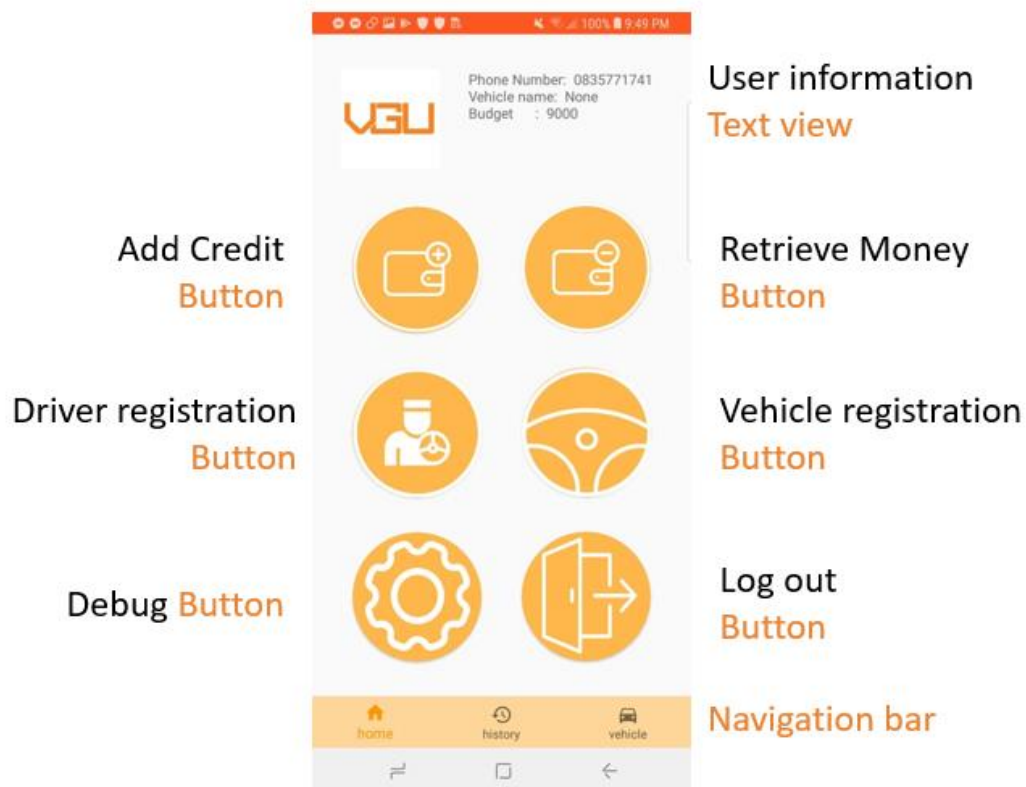 100% 9:49 PM
VGU
Phone Number: 0835771741
Vehicle name: None
Budget : 9000
User information
Text view
Add Credit
Button
Retrieve Money
Button
Driver registration
Button
Vehicle registration
Button
Debug Button
Log out
Button
home
history
vehicle
Navigation bar